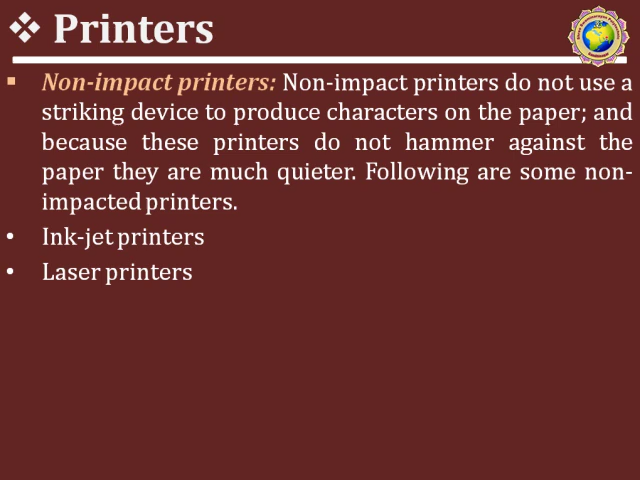 ❖ Printers
▪ Non-impact printers: Non-impact printers do not use a
striking device to produce characters on the paper; and
because these printers do not hammer against the
paper they are much quieter. Following are some non-
impacted printers.
• Ink-jet printers
• Laser printers